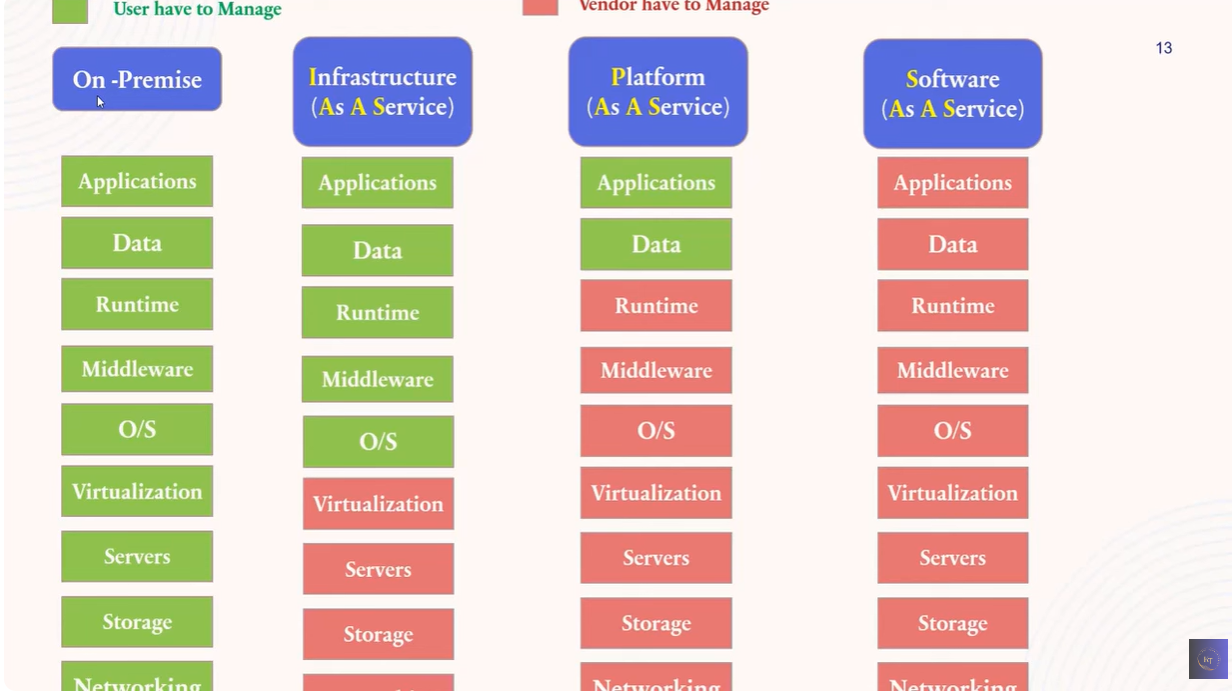 User have to Manage
Vendor have to Manage
13
On -Premise
Applications
Data
Runtime
Middleware
O/S
Virtualization
Servers
Storage
Networking
Infrastructure
(As A Service)
Applications
Data
Runtime
Middleware
O/S
Virtualization
Servers
Storage
Platform
(As A Service)
Applications
Data
Runtime
Middleware
O/S
Virtualization
Servers
Storage
Networking
Software
(As A Service)
Applications
Data
Runtime
Middleware
O/S
Virtualization
Servers
Storage
Networking